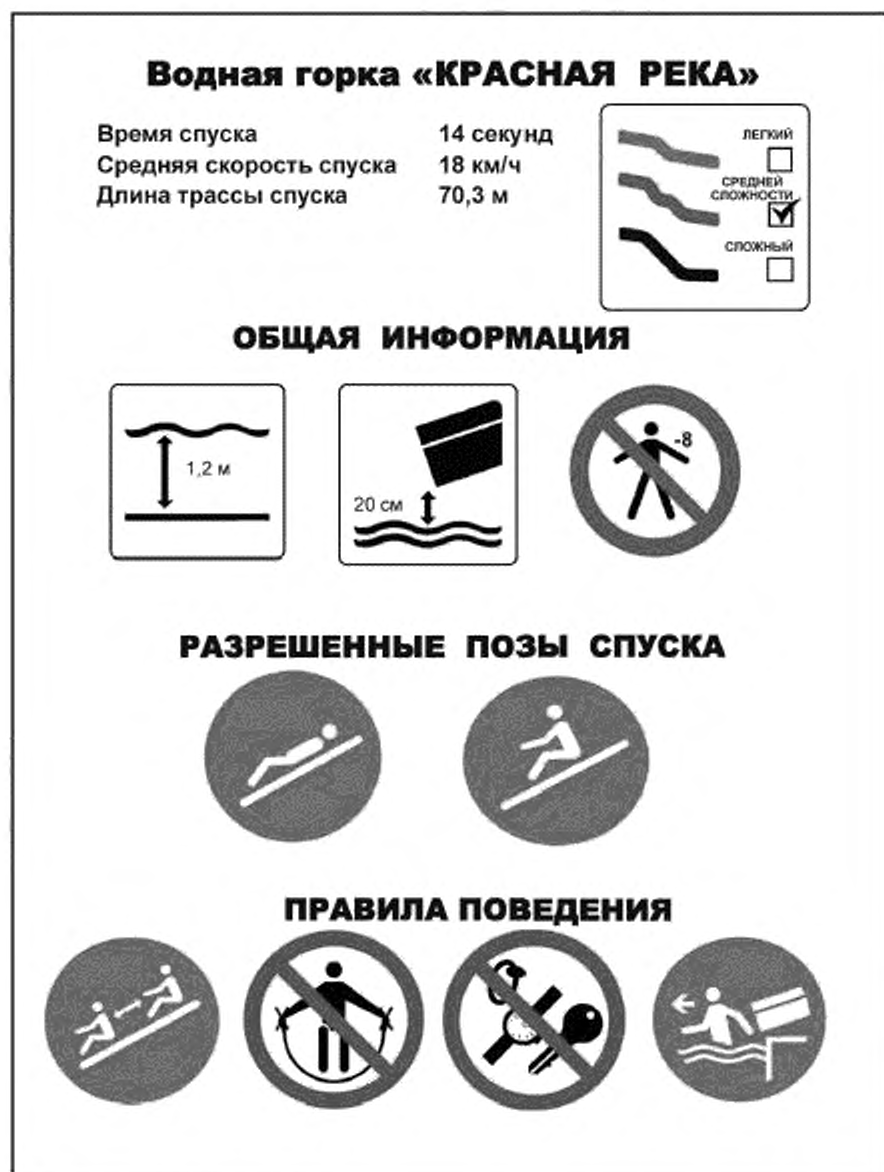 Водная горка «КРАСНАЯ РЕКА»
Время спуска 14 секунд
Средняя скорость спуска 18 км/ч
Длина трассы спуска 70,3 м
ЛЕГКИЙ
СРЕДНЕЙ
СЛОЖНОСТИ
СЛОЖНЫЙ
ОБЩАЯ ИНФОРМАЦИЯ
1,2 м
20 см
-8
РАЗРЕШЕННЫЕ ПОЗЫ СПУСКА
ПРАВИЛА ПОВЕДЕНИЯ